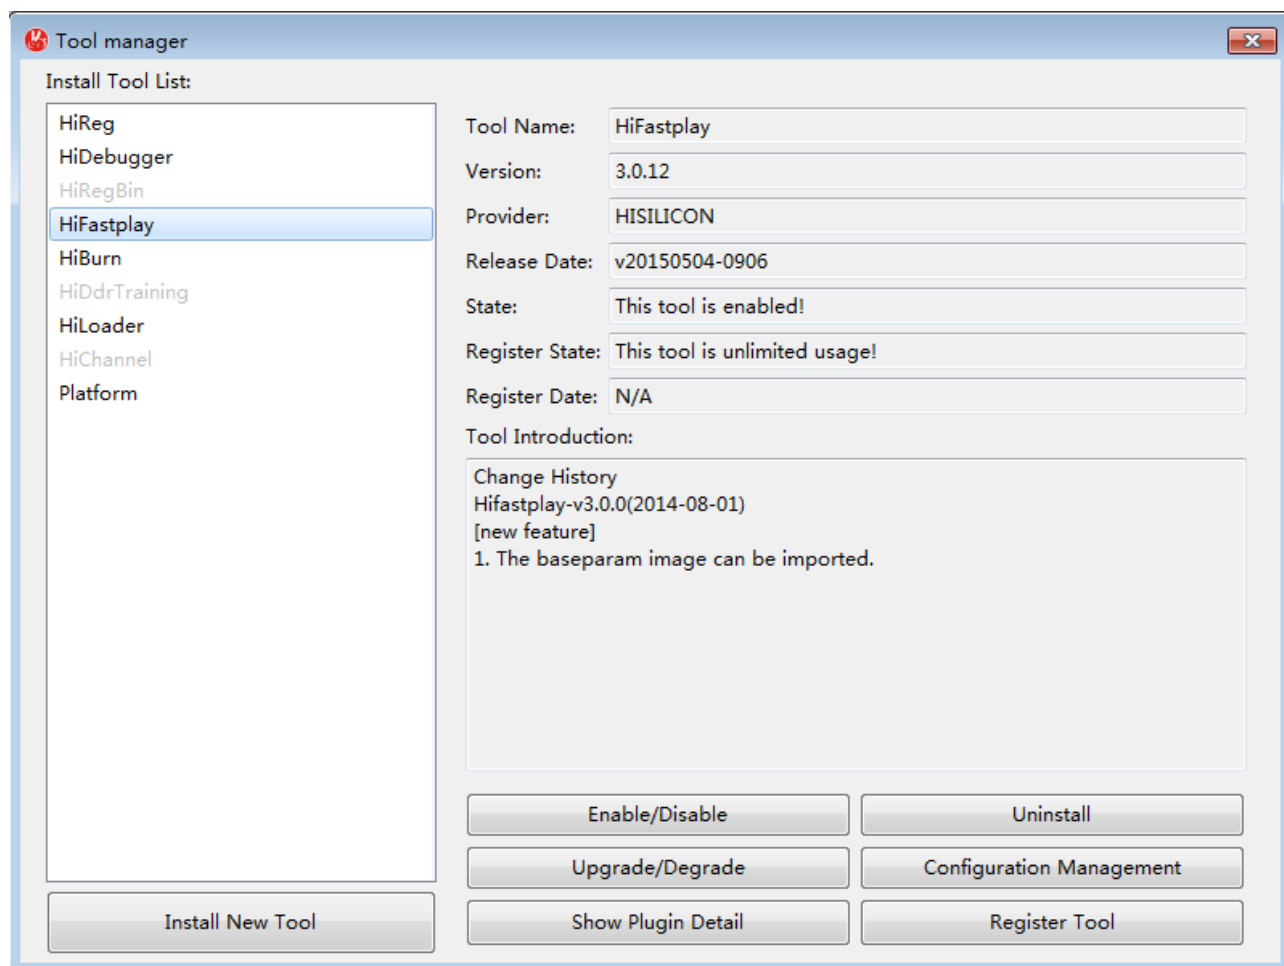 Tool manager
Install Tool List:
HiReg
HiDebugger
HiRegBin
HiFastplay
HiBurn
HiDdrTraining
HiLoader
HiChannel
Platform
Install New Tool
Tool Name: HiFastplay
Version: 3.0.12
Provider: HISILICON
Release Date: v20150504-0906
State: This tool is enabled!
Register State: This tool is unlimited usage!
Register Date: N/A
Tool Introduction:
Change History
Hifastplay-v3.0.0(2014-08-01)
[new feature]
1. The baseparam image can be imported.
Enable/Disable Uninstall
Upgrade/Degrade Configuration Management
Show Plugin Detail Register Tool